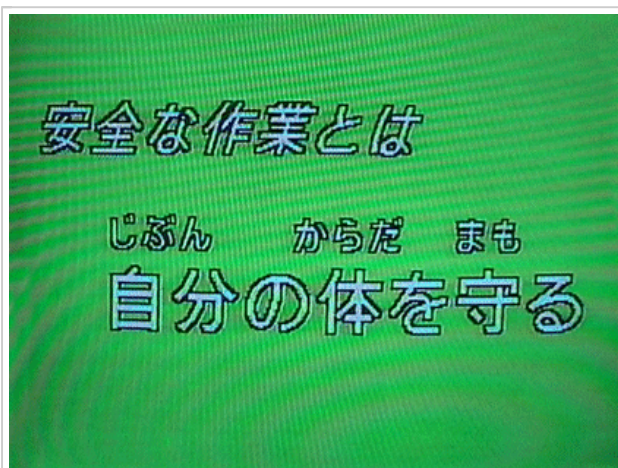 安全な作業とは
じぶん からだ まも
自分の体を守る